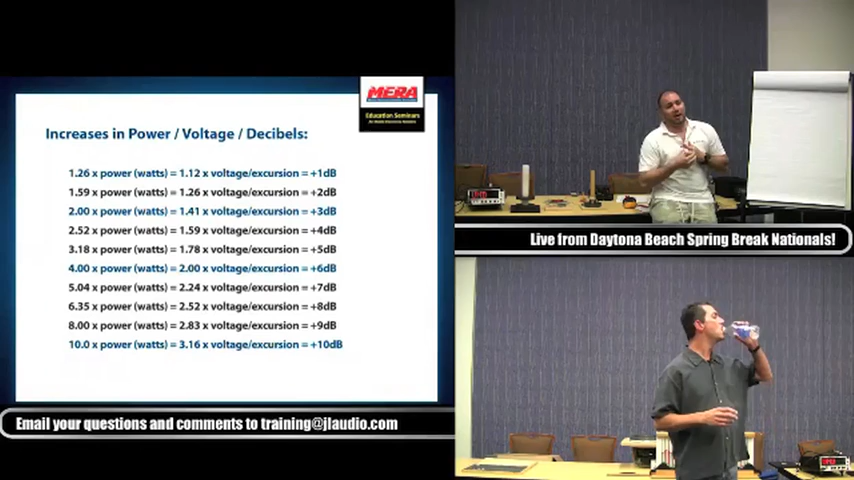 MERA
Education Seminars
Increases in Power / Voltage / Decibels:
1.26 x power (watts) = 1.12 x voltage/excursion = +1dB
1.59 x power (watts) = 1.26 x voltage/excursion = +2dB
2.00 x power (watts) = 1.41 x voltage/excursion = +3dB
2.52 x power (watts) = 1.59 x voltage/excursion = +4dB
3.18 x power (watts) = 1.78 x voltage/excursion = +5dB
4.00 x power (watts) = 2.00 x voltage/excursion = +6dB
5.04 x power (watts) = 2.24 x voltage/excursion = +7dB
6.35 x power (watts) = 2.52 x voltage/excursion = +8dB
8.00 x power (watts) = 2.83 x voltage/excursion = +9dB
10.0 x power (watts) = 3.16 x voltage/excursion = +10dB
Email your questions and comments to training@jlaudio.com
Live from Daytona Beach Spring Break Nationals!